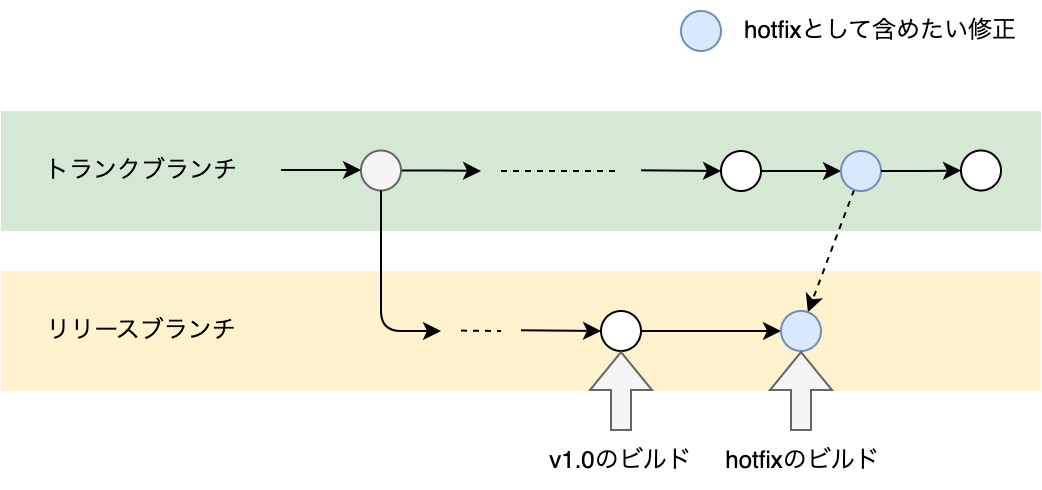 hotfixとして含めたい修正
トランクブランチ
リリースブランチ
v1.0のビルド
hotfixのビルド